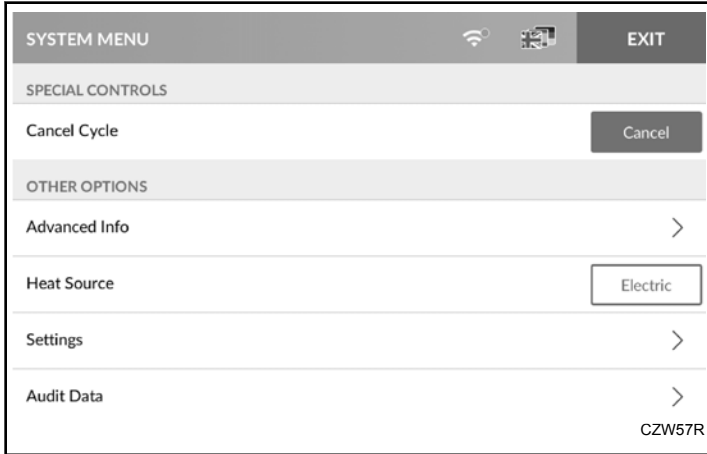 SYSTEM MENU EXIT
SPECIAL CONTROLS
Cancel Cycle Cancel
OTHER OPTIONS
Advanced Info
Heat Source Electric
Settings
Audit Data
CZW57R